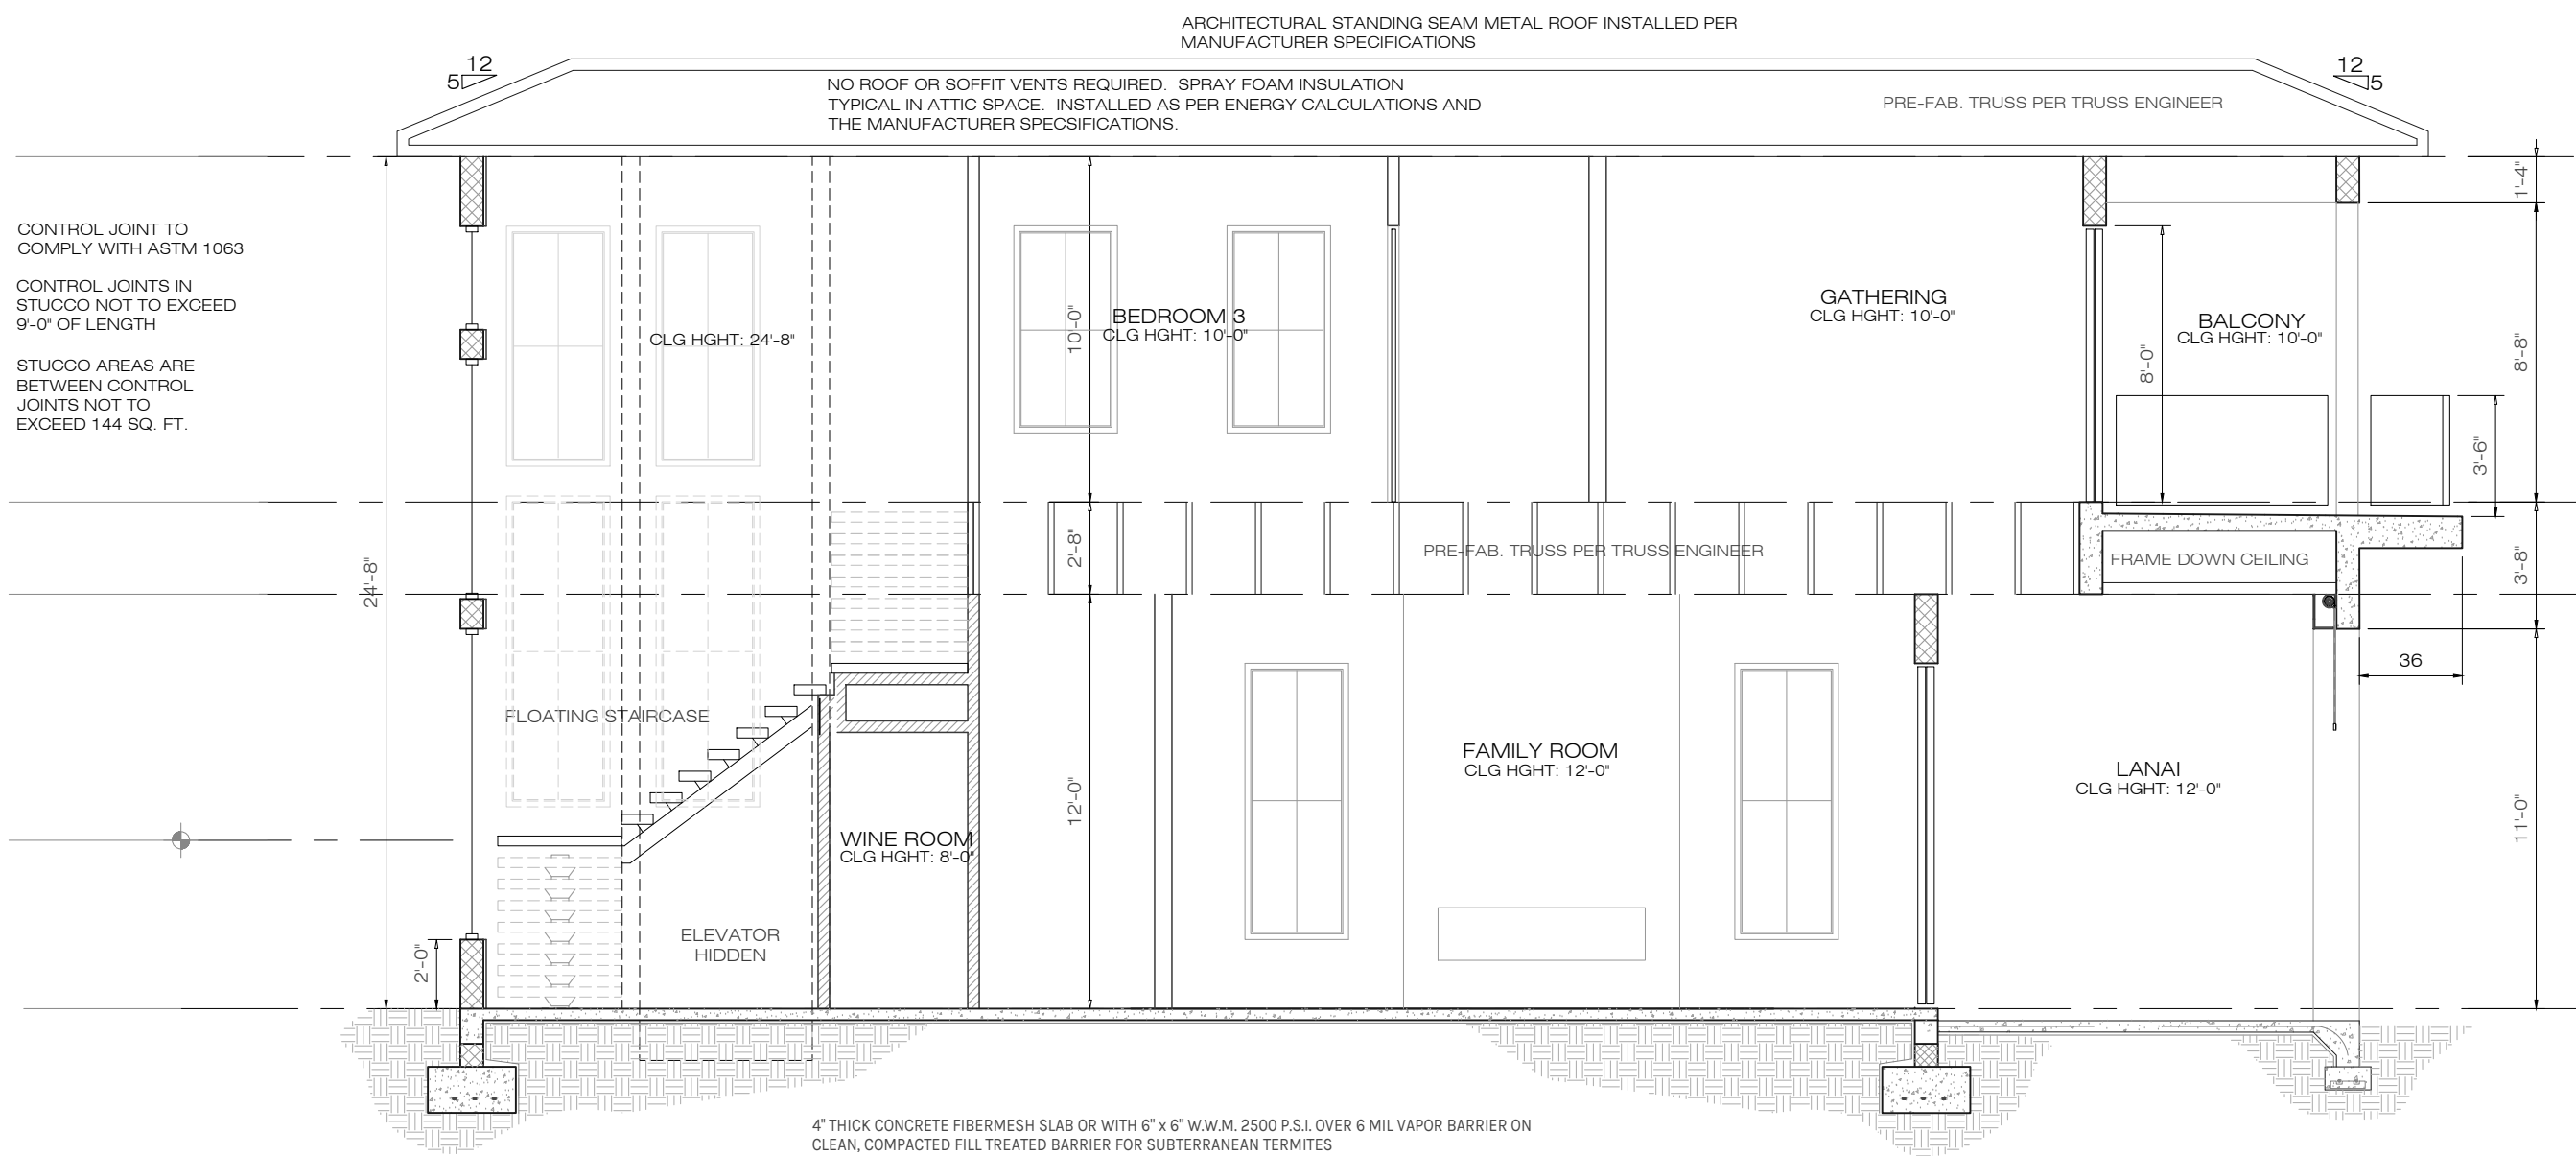 ARCHITECTURAL STANDING SEAM METAL ROOF INSTALLED PER
MANUFACTURER SPECIFICATIONS
12
5
12
5
NO ROOF OR SOFFIT VENTS REQUIRED.  SPRAY FOAM INSULATION
TYPICAL IN ATTIC SPACE.  INSTALLED AS PER ENERGY CALCULATIONS AND
THE MANUFACTURER SPECSIFICATIONS.
PRE-FAB. TRUSS PER TRUSS ENGINEER
CONTROL JOINT TO
COMPLY WITH ASTM 1063
CONTROL JOINTS IN
STUCCO NOT TO EXCEED
9'-0" OF LENGTH
STUCCO AREAS ARE
BETWEEN CONTROL
JOINTS NOT TO
EXCEED 144 SQ. FT.
CLG HGHT: 24'-8"
10'-0"
BEDROOM 3
CLG HGHT: 10'-0"
GATHERING
CLG HGHT: 10'-0"
8'-0"
BALCONY
CLG HGHT: 10'-0"
1'-4"
8'-8"
3'-6"
24'-8"
2'-8"
PRE-FAB. TRUSS PER TRUSS ENGINEER
FRAME DOWN CEILING
3'-8"
36
FLOATING STAIRCASE
12'-0"
FAMILY ROOM
CLG HGHT: 12'-0"
LANAI
CLG HGHT: 12'-0"
11'-0"
WINE ROOM
CLG HGHT: 8'-0"
ELEVATOR
HIDDEN
2'-0"
4" THICK CONCRETE FIBERMESH SLAB OR WITH 6" x 6" W.W.M. 2500 P.S.I. OVER 6 MIL VAPOR BARRIER ON
CLEAN, COMPACTED FILL TREATED BARRIER FOR SUBTERRANEAN TERMITES